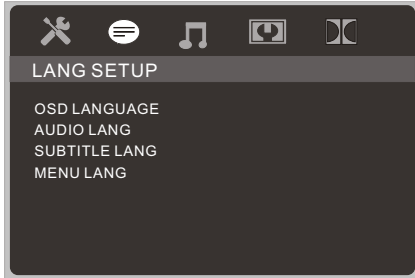 LANG SETUP
OSD LANGUAGE
AUDIO LANG
SUBTITLE LANG
MENU LANG